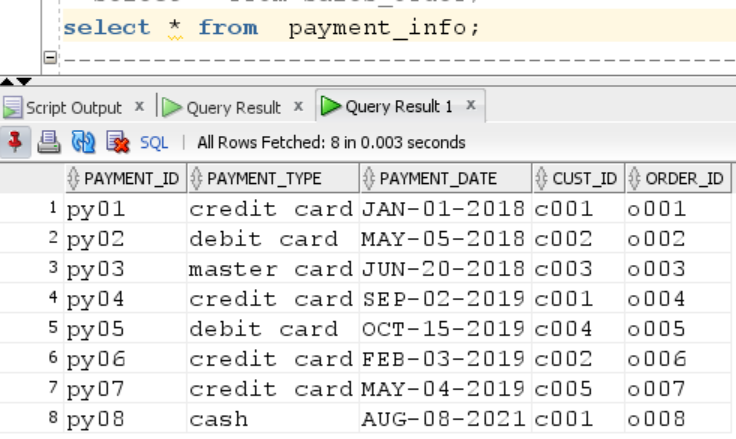 select * from payment_info;
Script Output x Query Result x Query Result 1 x
SQL | All Rows Fetched: 8 in 0.003 seconds
PAYMENT_ID PAYMENT_TYPE PAYMENT_DATE CUST_ID ORDER_ID
1 py01 credit card JAN-01-2018 c001 o001
2 py02 debit card MAY-05-2018 c002 o002
3 py03 master card JUN-20-2018 c003 o003
4 py04 credit card SEP-02-2019 c001 o004
5 py05 debit card OCT-15-2019 c004 o005
6 py06 credit card FEB-03-2019 c002 o006
7 py07 credit card MAY-04-2019 c005 o007
8 py08 cash AUG-08-2021 c001 o008